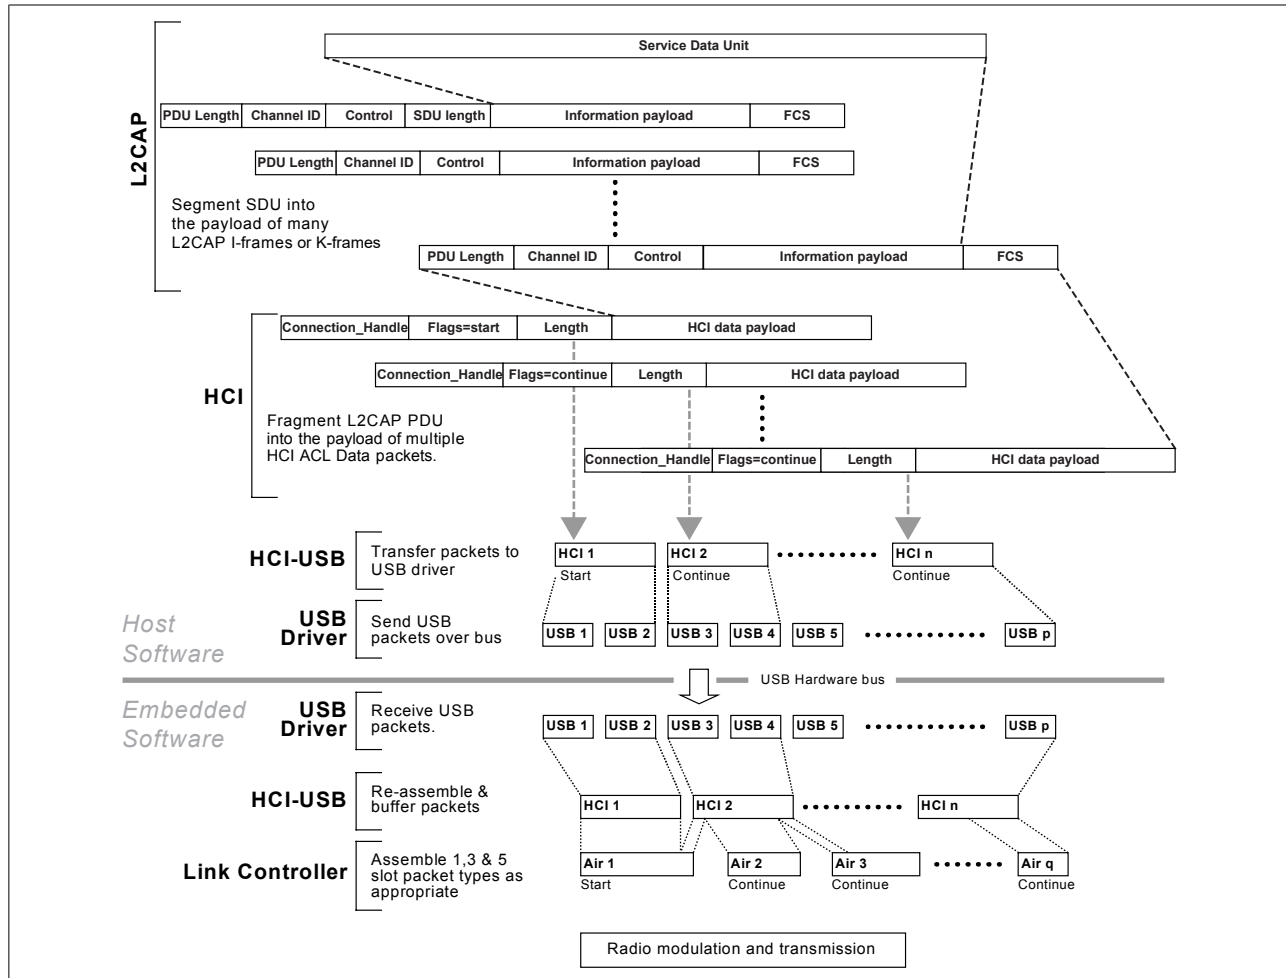 Service Data Unit
PDU Length Channel ID Control SDU length Information payload FCS
PDU Length Channel ID Control Information payload FCS
L2CAP
Segment SDU into
the payload of many
L2CAP I-frames or K-frames
PDU Length Channel ID Control Information payload FCS
Connection_Handle Flags=start Length HCI data payload
Connection_Handle Flags=continue Length HCI data payload
HCI
Fragment L2CAP PDU
into the payload of multiple
HCI ACL Data packets.
Connection_Handle Flags=continue Length HCI data payload
HCI-USB
Transfer packets to
USB driver
HCI 1 HCI 2 HCI n
Start Continue Continue
Host
Software
USB
Driver
Send USB
packets over bus
USB 1 USB 2 USB 3 USB 4 USB 5 USB p
USB Hardware bus
Embedded
Software
USB
Driver
Receive USB
packets.
USB 1 USB 2 USB 3 USB 4 USB 5 USB p
HCI-USB
Re-assemble &
buffer packets
HCI 1 HCI 2 HCI n
Link Controller
Assemble 1,3 & 5
slot packet types as
appropriate
Air 1 Air 2 Air 3 Air q
Start Continue Continue Continue
Radio modulation and transmission